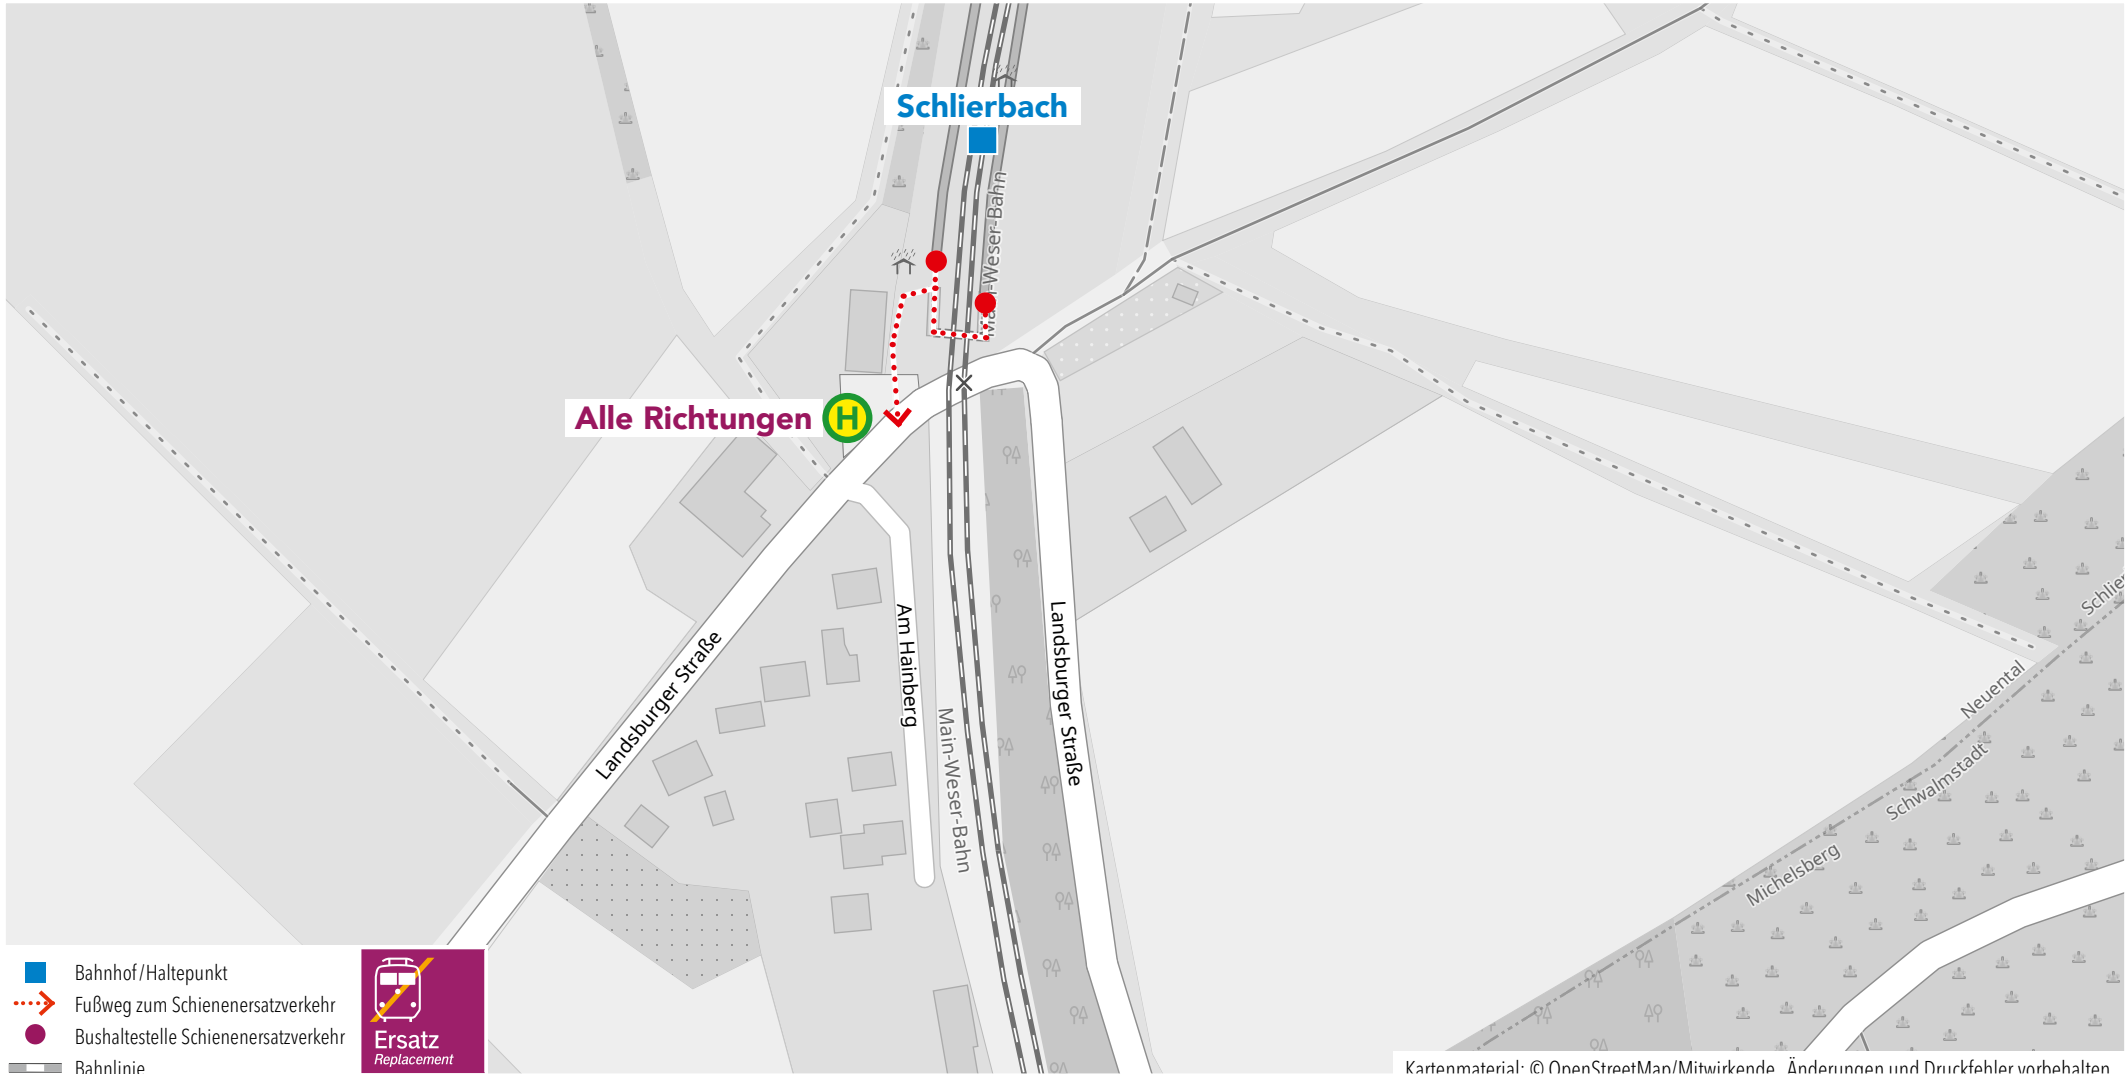 Schlierbach
Main-Weser-Bahn
Alle Richtungen
H
Landsburger Straße
Am Hainberg
Landsburger Straße
Main-Weser-Bahn
Neuental
Schwalmstadt
Michelsberg
Bahnhof/Haltepunkt
Fußweg zum Schienenersatzverkehr
Bushaltestelle Schienenersatzverkehr
Bahnlinie
Ersatz
Replacement
Kartenmaterial: © OpenStreetMap/Mitwirkende, Änderungen und Druckfehler vorbehalten